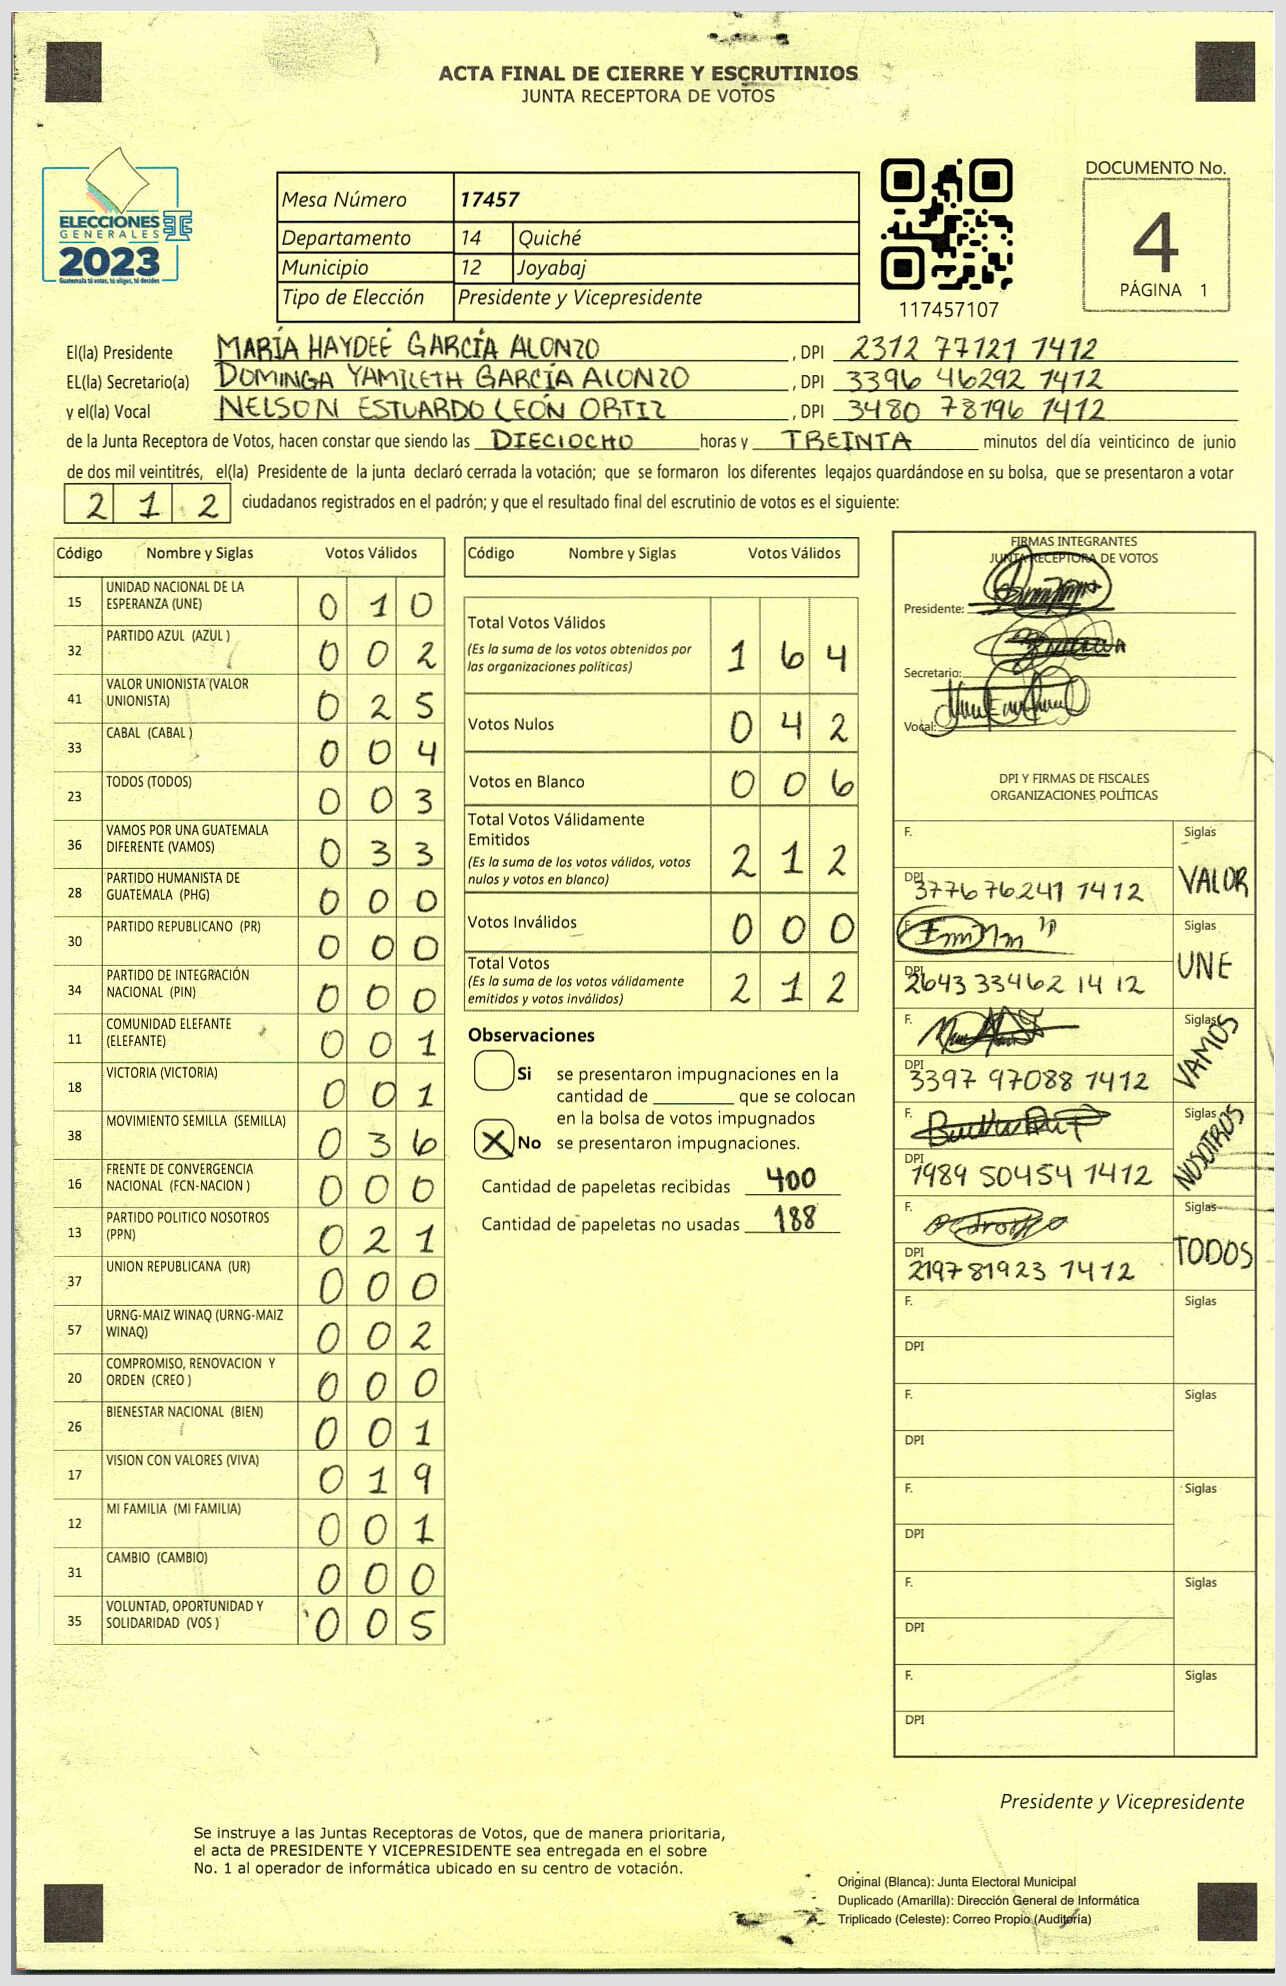 ACTA FINAL DE CIERRE Y ESCRUTINIOS
JUNTA RECEPTORA DE VOTOS
ELECCIONES
GENERALES
2023
Guatemala tú votas, tú eliges, tú decides
Mesa Número 17457
Departamento 14 Quiché
Municipio 12 Joyabaj
Tipo de Elección Presidente y Vicepresidente
117457107
DOCUMENTO No.
4
PÁGINA 1
El(la) Presidente MARÍA HAYDEÉ GARCÍA ALONZO , DPI 2312 77121 1412
EL(la) Secretario(a) DOMINGA YAMILETH GARCÍA ALONZO , DPI 3396 46292 1412
y el(la) Vocal NELSON ESTUARDO LEÓN ORTIZ , DPI 3480 78196 1412
de la Junta Receptora de Votos, hacen constar que siendo las DIECIOCHO horas y TREINTA minutos del día veinticinco de junio
de dos mil veintitrés, el(la) Presidente de la junta declaró cerrada la votación; que se formaron los diferentes legajos quardándose en su bolsa, que se presentaron a votar
2 1 2 ciudadanos registrados en el padrón; y que el resultado final del escrutinio de votos es el siguiente:
Código Nombre y Siglas Votos Válidos
15 UNIDAD NACIONAL DE LA
ESPERANZA (UNE) 0 1 0
32 PARTIDO AZUL (AZUL ) 0 0 2
41 VALOR UNIONISTA (VALOR
UNIONISTA) 0 2 5
33 CABAL (CABAL ) 0 0 4
23 TODOS (TODOS) 0 0 3
36 VAMOS POR UNA GUATEMALA
DIFERENTE (VAMOS) 0 3 3
28 PARTIDO HUMANISTA DE
GUATEMALA (PHG) 0 0 0
30 PARTIDO REPUBLICANO (PR) 0 0 0
34 PARTIDO DE INTEGRACIÓN
NACIONAL (PIN) 0 0 0
11 COMUNIDAD ELEFANTE
(ELEFANTE) 0 0 1
18 VICTORIA (VICTORIA) 0 0 1
38 MOVIMIENTO SEMILLA (SEMILLA) 0 3 6
16 FRENTE DE CONVERGENCIA
NACIONAL (FCN-NACION ) 0 0 0
13 PARTIDO POLITICO NOSOTROS
(PPN) 0 2 1
37 UNION REPUBLICANA (UR) 0 0 0
57 URNG-MAIZ WINAQ (URNG-MAIZ
WINAQ) 0 0 2
20 COMPROMISO, RENOVACION Y
ORDEN (CREO ) 0 0 0
26 BIENESTAR NACIONAL (BIEN) 0 0 1
17 VISION CON VALORES (VIVA) 0 1 9
12 MI FAMILIA (MI FAMILIA) 0 0 1
31 CAMBIO (CAMBIO) 0 0 0
35 VOLUNTAD, OPORTUNIDAD Y
SOLIDARIDAD (VOS ) 0 0 5
Código Nombre y Siglas Votos Válidos
Total Votos Válidos
(Es la suma de los votos obtenidos por
las organizaciones políticas) 1 6 4
Votos Nulos 0 4 2
Votos en Blanco 0 0 6
Total Votos Válidamente
Emitidos
(Es la suma de los votos válidos, votos
nulos y votos en blanco) 2 1 2
Votos Inválidos 0 0 0
Total Votos
(Es la suma de los votos válidamente
emitidos y votos inválidos) 2 1 2
Observaciones
Si se presentaron impugnaciones en la
cantidad de ________ que se colocan
en la bolsa de votos impugnados
X No se presentaron impugnaciones.
Cantidad de papeletas recibidas 400
Cantidad de papeletas no usadas 188
FIRMAS INTEGRANTES
JUNTA RECEPTORA DE VOTOS
Presidente:
Secretario:
Vocal:
DPI Y FIRMAS DE FISCALES
ORGANIZACIONES POLÍTICAS
F. Siglas
DPI 3776 76241 1412 VALOR
F. Siglas
DPI 2643 33462 1412 UNE
F. Siglas
DPI 3397 97088 1412 VAMOS
F. Siglas
DPI 1989 50454 1412 NOSOTROS
F. Siglas
DPI 2197 81923 1412 TODOS
F. Siglas
DPI
F. Siglas
DPI
F. Siglas
DPI
F. Siglas
DPI
F. Siglas
DPI
Presidente y Vicepresidente
Se instruye a las Juntas Receptoras de Votos, que de manera prioritaria,
el acta de PRESIDENTE Y VICEPRESIDENTE sea entregada en el sobre
No. 1 al operador de informática ubicado en su centro de votación.
Original (Blanca): Junta Electoral Municipal
Duplicado (Amarilla): Dirección General de Informática
Triplicado (Celeste): Correo Propio (Auditoría)